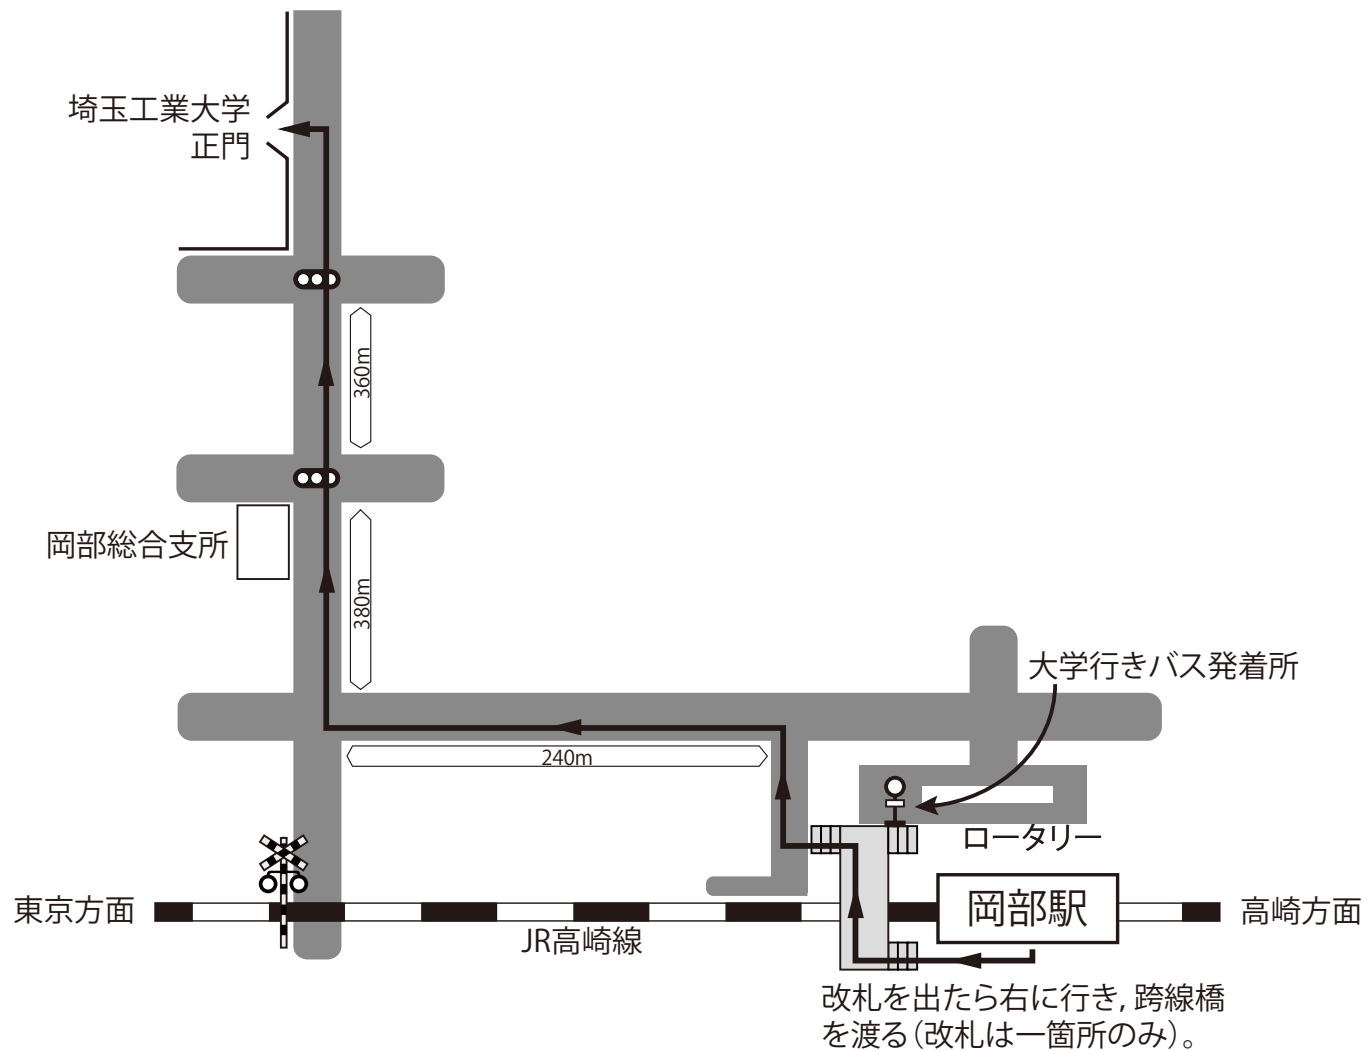 埼玉工業大学
正門
360m
岡部総合支所
380m
大学行きバス発着所
240m
ロータリー
東京方面
岡部駅
高崎方面
JR高崎線
改札を出たら右に行き, 跨線橋
を渡る(改札は一箇所のみ)。